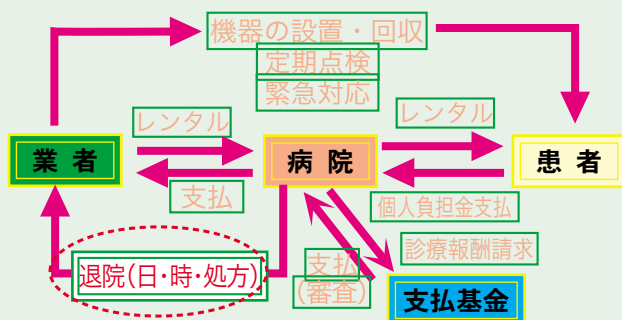 機器の設置・回収
定期点検
緊急対応
レンタル
レンタル
業者
病院
患者
支払
個人負担金支払
診療報酬請求
支払
(審査)
退院(日・時・処方)
支払基金